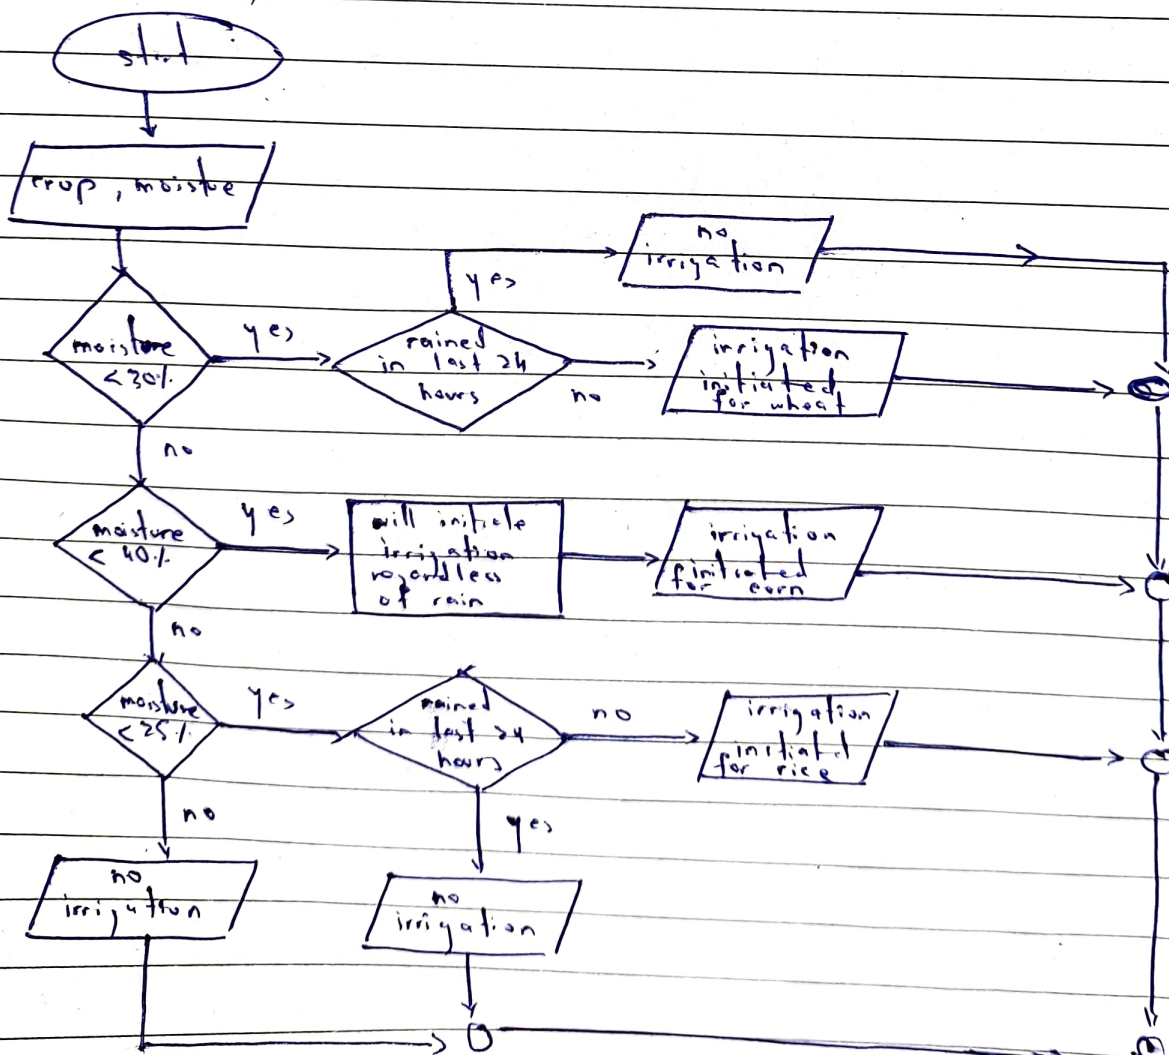 start
crop, moistue
no
irrigation
yes
moisture
<30%
yes
rained
in last 24
hours
no
irrigation
initiated
for wheat
no
moisture
< 40%
yes
will initiate
irrigation
regardless
of rain
irrigation
initiated
for corn
no
moisture
<25%
yes
rained
in last 24
hours
no
irrigation
initiated
for rice
no
yes
no
irrigation
no
irrigation